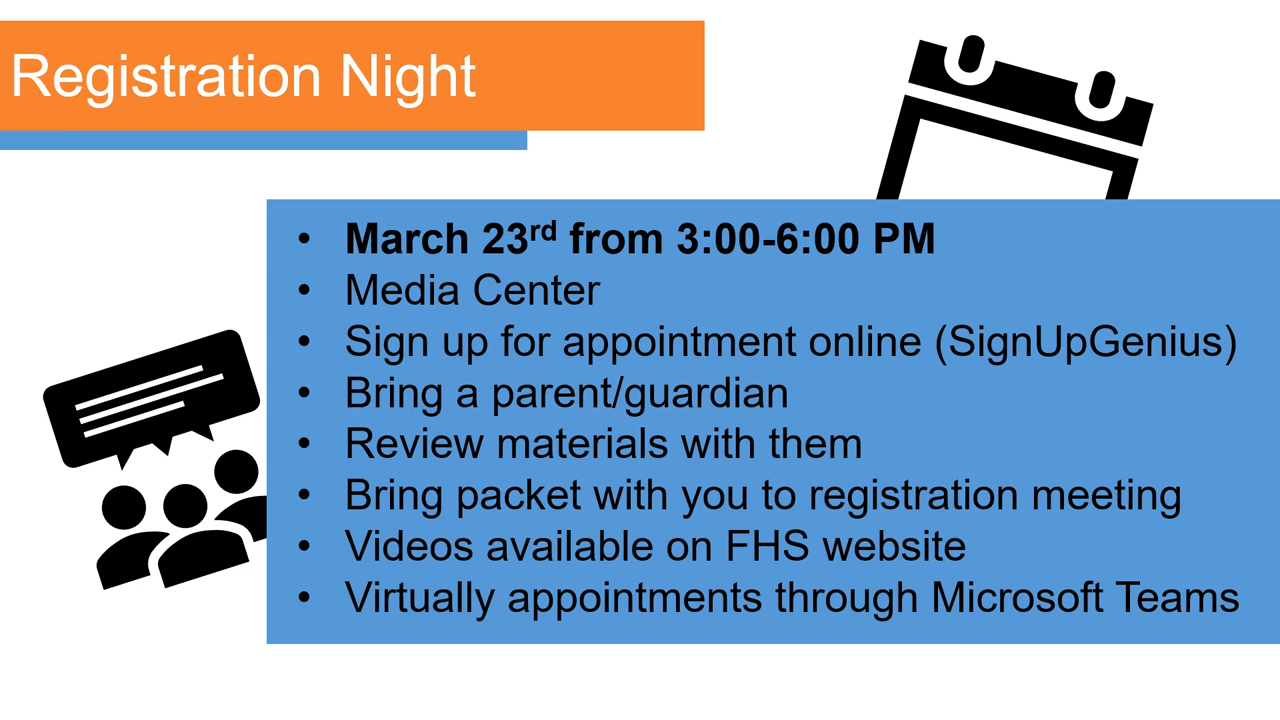 Registration Night
• March 23rd from 3:00-6:00 PM
• Media Center
• Sign up for appointment online (SignUpGenius)
• Bring a parent/guardian
• Review materials with them
• Bring packet with you to registration meeting
• Videos available on FHS website
• Virtually appointments through Microsoft Teams